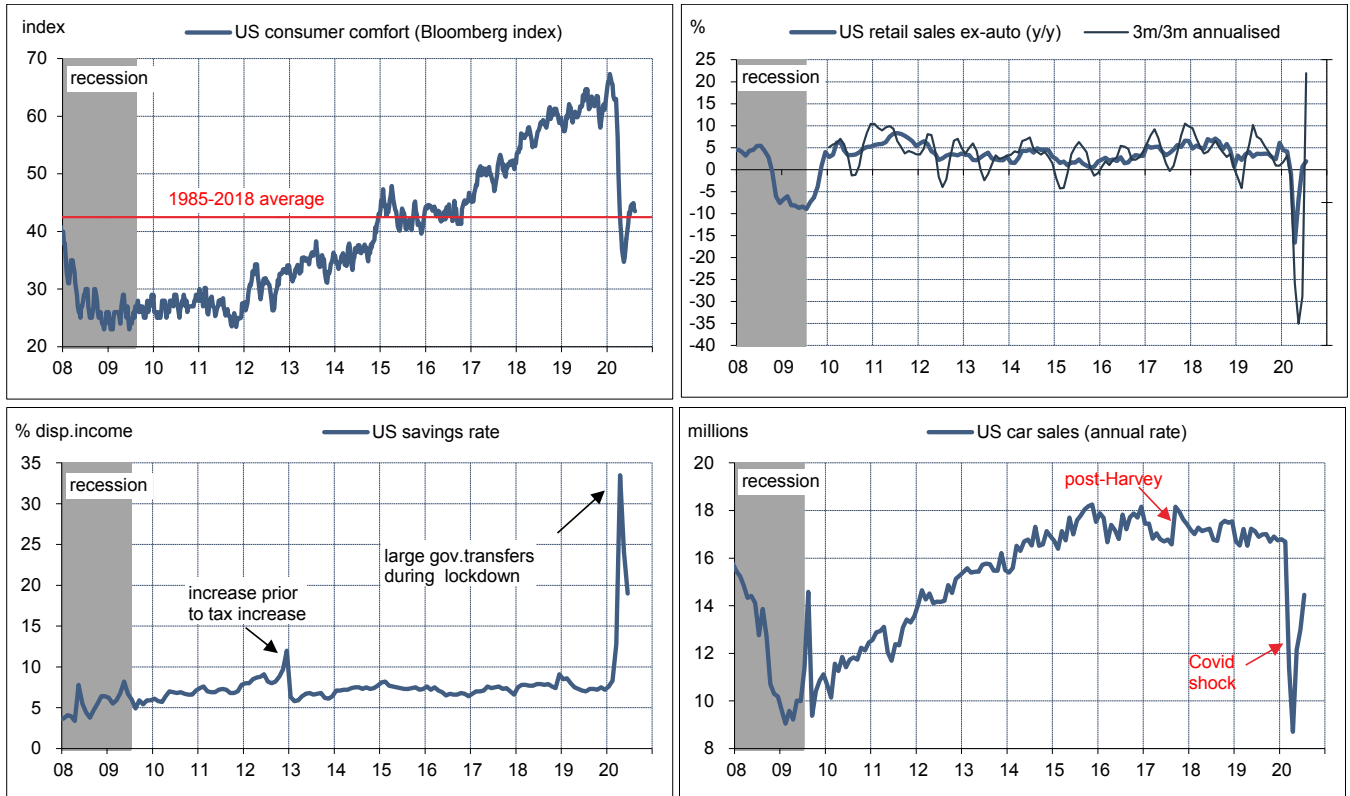 index
US consumer comfort (Bloomberg index)
70
60
50
40
30
20
recession
1985-2018 average
08 09 10 11 12 13 14 15 16 17 18 19 20
%
US retail sales ex-auto (y/y)
3m/3m annualised
25
20
15
10
5
0
-5
-10
-15
-20
-25
-30
-35
-40
recession
08 09 10 11 12 13 14 15 16 17 18 19 20
% disp.income
US savings rate
35
30
25
20
15
10
5
0
recession
increase prior
to tax increase
large gov.transfers
during lockdown
08 09 10 11 12 13 14 15 16 17 18 19 20
millions
US car sales (annual rate)
20
18
16
14
12
10
8
recession
post-Harvey
Covid
shock
08 09 10 11 12 13 14 15 16 17 18 19 20